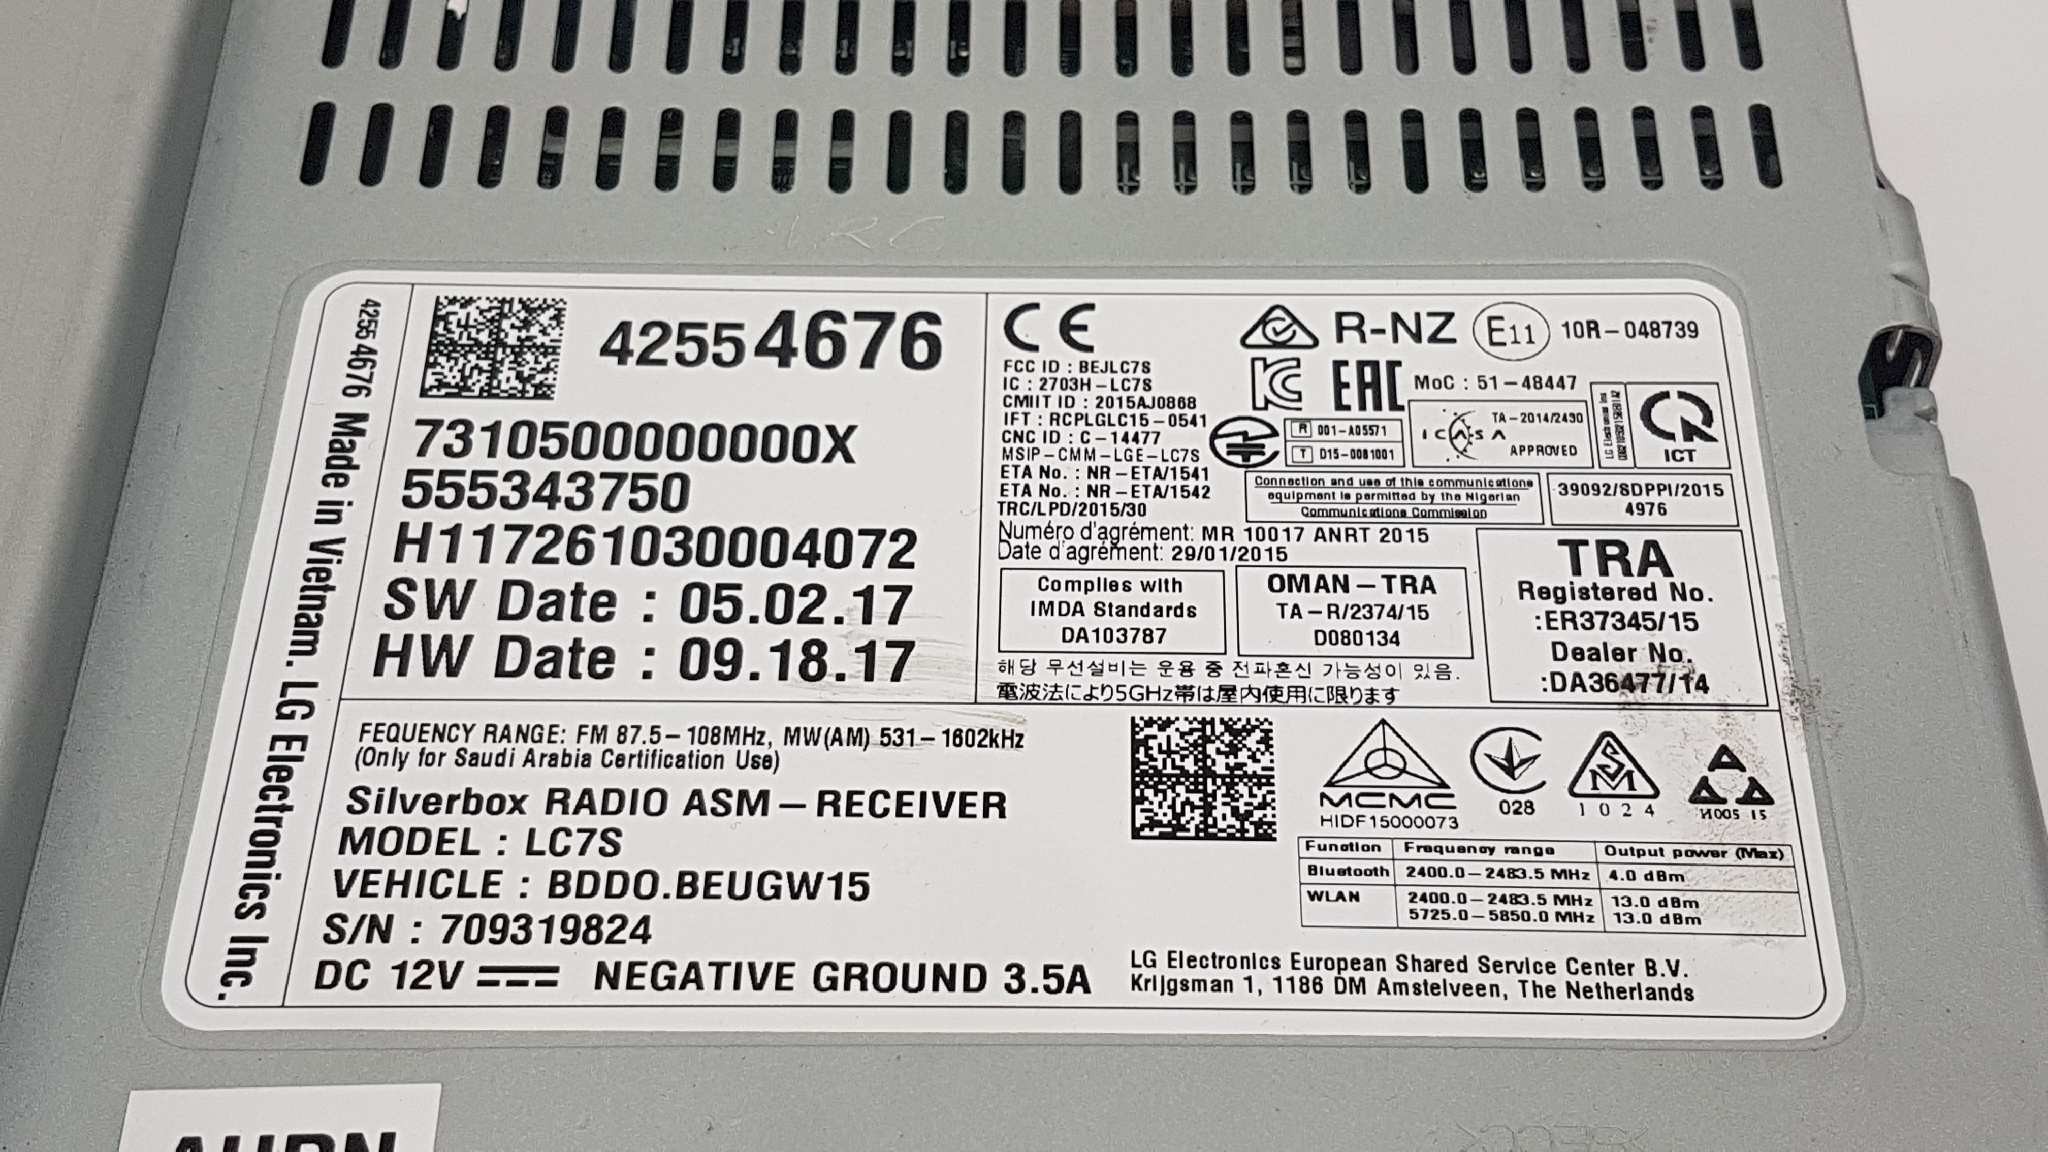 42554676 Made in Vietnam. LG Electronics Inc.
42554676
7310500000000X
555343750
H117261030004072
SW Date : 05.02.17
HW Date : 09.18.17
CE
FCC ID : BEJLC7S
IC : 2703H-LC7S
CMIIT ID : 2015AJ0868
IFT : RCPLGLC15-0541
CNC ID : C-14477
MSIP-CMM-LGE-LC7S
ETA No. : NR-ETA/1541
ETA No. : NR-ETA/1542
TRC/LPD/2015/30
Numéro d'agrément: MR 10017 ANRT 2015
Date d'agrément: 29/01/2015
R-NZ E11 10R-048739
EAC MoC : 51-48447
R 001-A05571
T D15-0081001
ICASA TA-2014/2430
APPROVED
ICT
Connection and use of this communications
equipment is permitted by the Nigerian
Communications Commission
39092/SDPPI/2015
4976
Complies with
IMDA Standards
DA103787
OMAN-TRA
TA-R/2374/15
D080134
TRA
Registered No.
:ER37345/15
Dealer No.
:DA36477/14
해당 무선설비는 운용 중 전파혼신 가능성이 있음.
電波法により5GHz帯は屋内使用に限ります
FEQUENCY RANGE: FM 87.5-108MHz, MW(AM) 531-1602kHz
(Only for Saudi Arabia Certification Use)
Silverbox RADIO ASM-RECEIVER
MODEL : LC7S
VEHICLE : BDDO.BEUGW15
S/N : 709319824
DC 12V NEGATIVE GROUND 3.5A
MCMC
HIDF15000073
028
SM
1024
И005 15
Function Frequency range Output power (Max)
Bluetooth 2400.0-2483.5 MHz 4.0 dBm
WLAN 2400.0-2483.5 MHz 13.0 dBm
5725.0-5850.0 MHz 13.0 dBm
LG Electronics European Shared Service Center B.V.
Krijgsman 1, 1186 DM Amstelveen, The Netherlands